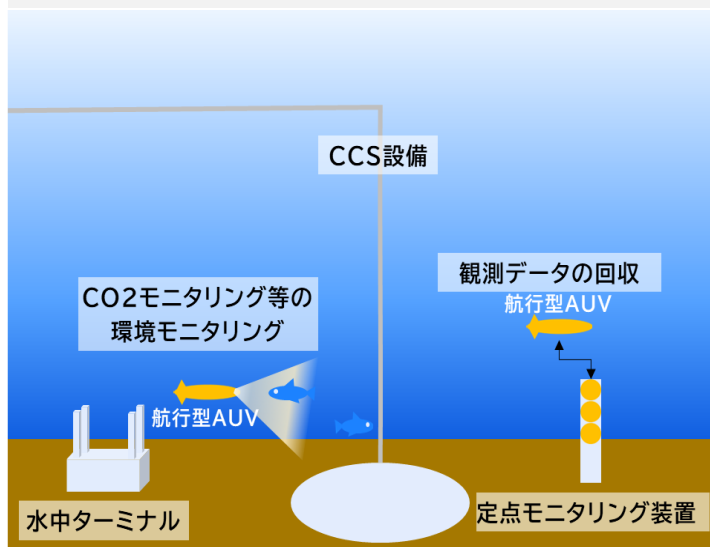 CCS設備
観測データの回収
航行型AUV
CO2モニタリング等の
環境モニタリング
航行型AUV
水中ターミナル
定点モニタリング装置